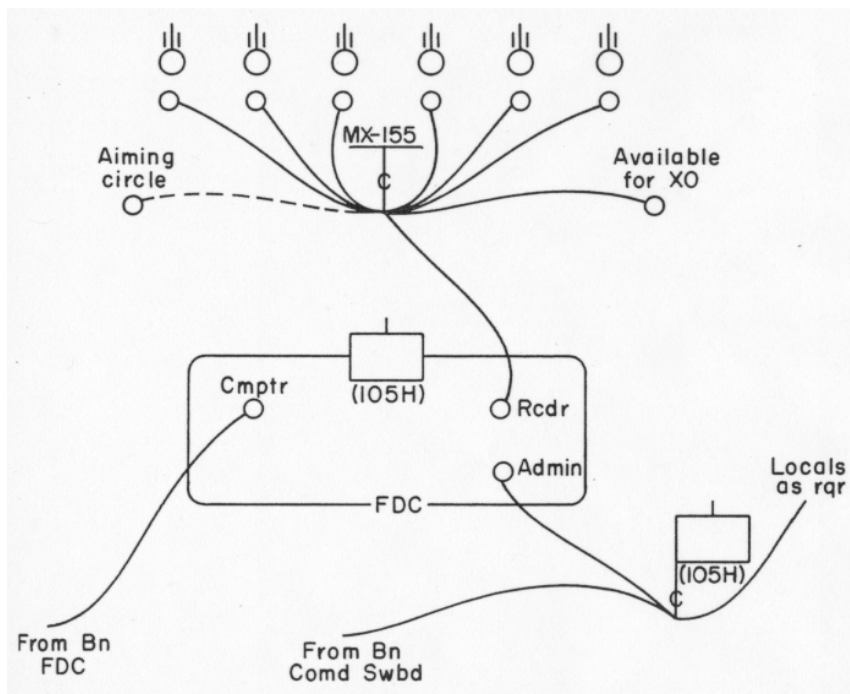 MX-155
C
Aiming
circle
Available
for XO
(105H)
Cmptr
Rcdr
Admin
FDC
Locals
as rqr
(105H)
C
From Bn
FDC
From Bn
Comd Swbd